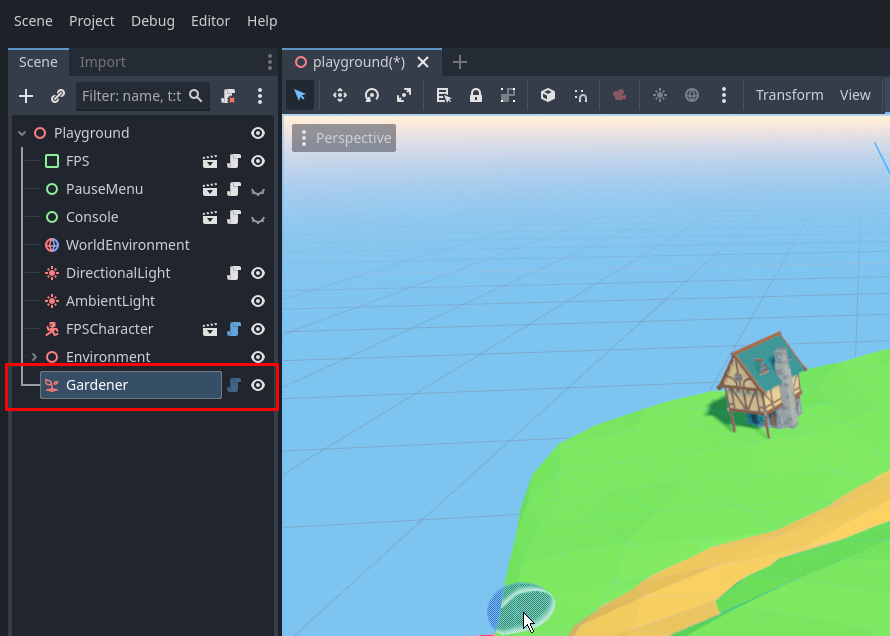 Scene Project Debug Editor Help
Scene Import
Filter: name, t:t
Playground
FPS
PauseMenu
Console
WorldEnvironment
DirectionalLight
AmbientLight
FPSCharacter
Environment
Gardener
playground(*)
Transform View
Perspective